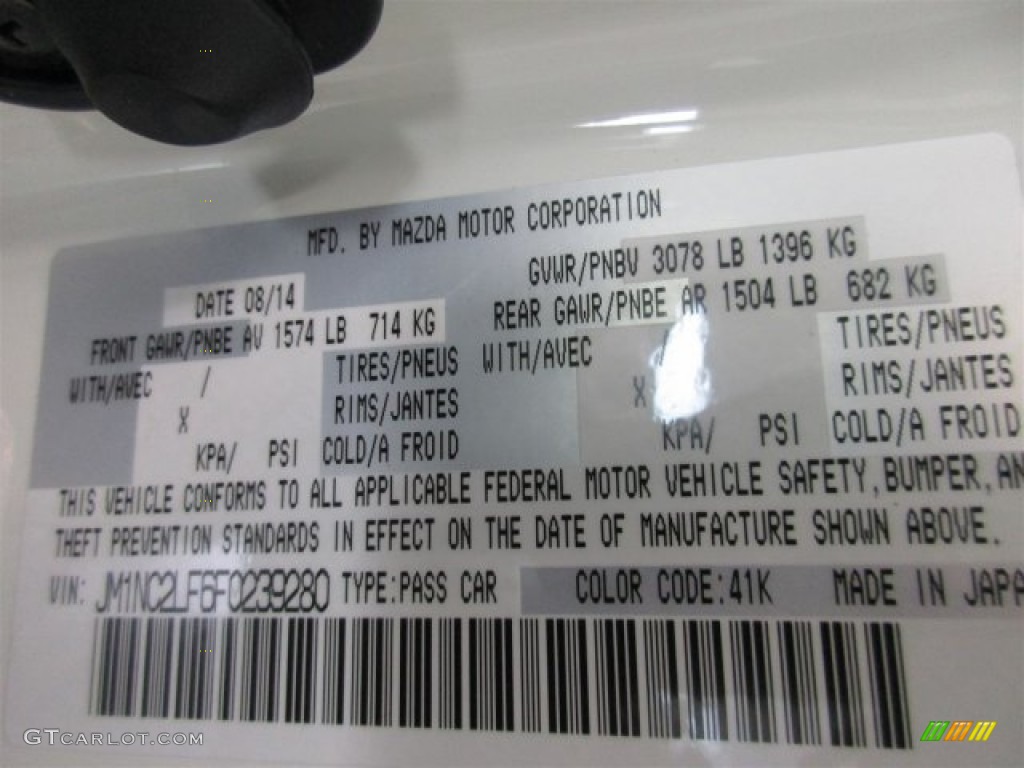 MFD. BY MAZDA MOTOR CORPORATION
DATE 08/14 GVWR/PNBV 3078 LB 1396 KG
FRONT GAWR/PNBE AV 1574 LB 714 KG REAR GAWR/PNBE AR 1504 LB 682 KG
WITH/AVEC / TIRES/PNEUS WITH/AVEC TIRES/PNEUS
X RIMS/JANTES X RIMS/JANTES
KPA/ PSI COLD/A FROID KPA/ PSI COLD/A FROID
THIS VEHICLE CONFORMS TO ALL APPLICABLE FEDERAL MOTOR VEHICLE SAFETY, BUMPER, AN
THEFT PREVENTION STANDARDS IN EFFECT ON THE DATE OF MANUFACTURE SHOWN ABOVE.
VIN: JM1NC2LF6F0239280 TYPE:PASS CAR COLOR CODE:41K MADE IN JAPA
GTCARLOT.COM